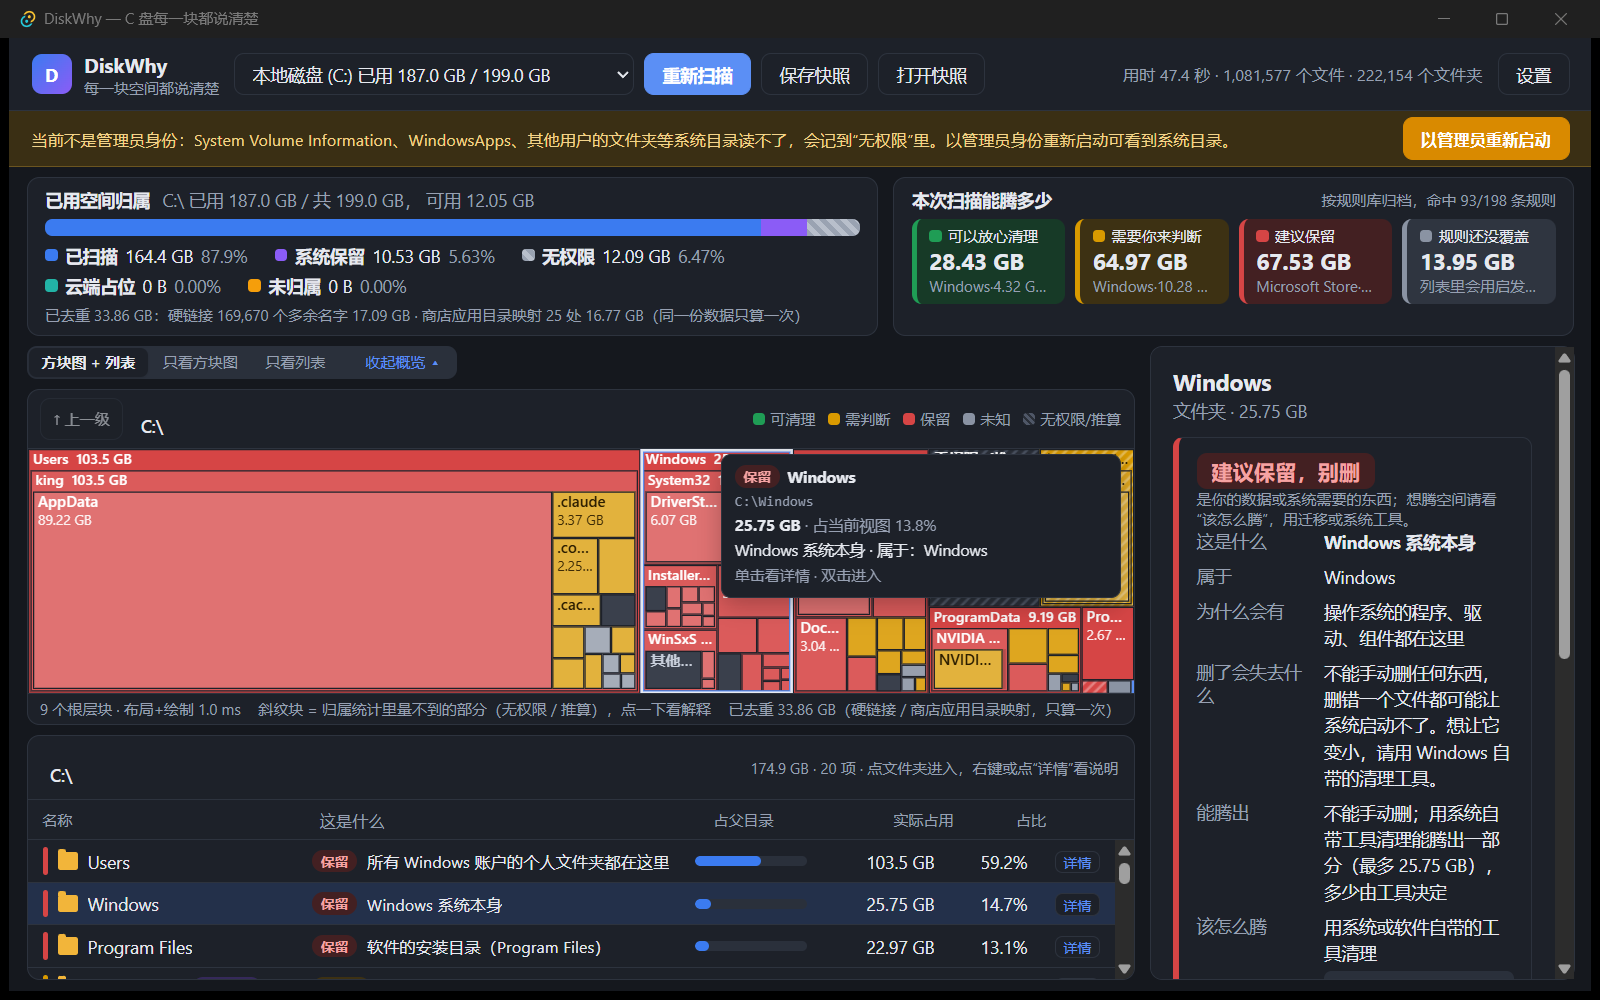 DiskWhy — C 盘每一块都说清楚
D
DiskWhy
每一块空间都说清楚
本地磁盘 (C:) 已用 187.0 GB / 199.0 GB
重新扫描
保存快照
打开快照
用时 47.4 秒 · 1,081,577 个文件 · 222,154 个文件夹
设置
当前不是管理员身份：System Volume Information、WindowsApps、其他用户的文件夹等系统目录读不了，会记到“无权限”里。以管理员身份重新启动可看到系统目录。
以管理员重新启动
已用空间归属 C:\ 已用 187.0 GB / 共 199.0 GB， 可用 12.05 GB
已扫描 164.4 GB 87.9% 系统保留 10.53 GB 5.63% 无权限 12.09 GB 6.47%
云端占位 0 B 0.00% 未归属 0 B 0.00%
已去重 33.86 GB：硬链接 169,670 个多余名字 17.09 GB · 商店应用目录映射 25 处 16.77 GB（同一份数据只算一次）
本次扫描能腾多少
按规则库归档，命中 93/198 条规则
可以放心清理
28.43 GB
Windows·4.32 G...
需要你来判断
64.97 GB
Windows·10.28 ...
建议保留
67.53 GB
Microsoft Store·...
规则还没覆盖
13.95 GB
列表里会用启发...
方块图 + 列表
只看方块图
只看列表
收起概览 ▴
↑ 上一级
C:\
可清理 需判断 保留 未知 无权限/推算
Users 103.5 GB
king 103.5 GB
AppData
89.22 GB
.claude
3.37 GB
.co...
2.25...
.cac...
Windows 2
System32 1
DriverSt...
6.07 GB
Installer...
WinSxS ...
其他...
保留 Windows
C:\Windows
25.75 GB · 占当前视图 13.8%
Windows 系统本身 · 属于：Windows
单击看详情 · 双击进入
Doc...
3.04 ...
ProgramData 9.19 GB
NVIDIA ...
NVIDI...
Pro...
2.67 ...
9 个根层块 · 布局+绘制 1.0 ms 斜纹块 = 归属统计里量不到的部分（无权限 / 推算），点一下看解释 已去重 33.86 GB（硬链接 / 商店应用目录映射，只算一次）
C:\
174.9 GB · 20 项 · 点文件夹进入，右键或点“详情”看说明
名称 这是什么 占父目录 实际占用 占比
Users 保留 所有 Windows 账户的个人文件夹都在这里 103.5 GB 59.2% 详情
Windows 保留 Windows 系统本身 25.75 GB 14.7% 详情
Program Files 保留 软件的安装目录（Program Files） 22.97 GB 13.1% 详情
Windows
文件夹 · 25.75 GB
建议保留，别删
是你的数据或系统需要的东西；想腾空间请看
“该怎么腾”，用迁移或系统工具。
这是什么 Windows 系统本身
属于 Windows
为什么会有 操作系统的程序、驱
动、组件都在这里
删了会失去什 不能手动删任何东西，
么 删错一个文件都可能让
系统启动不了。想让它
变小，请用 Windows 自
带的清理工具。
能腾出 不能手动删；用系统自
带工具清理能腾出一部
分（最多 25.75 GB），
多少由工具决定
该怎么腾 用系统或软件自带的工
具清理